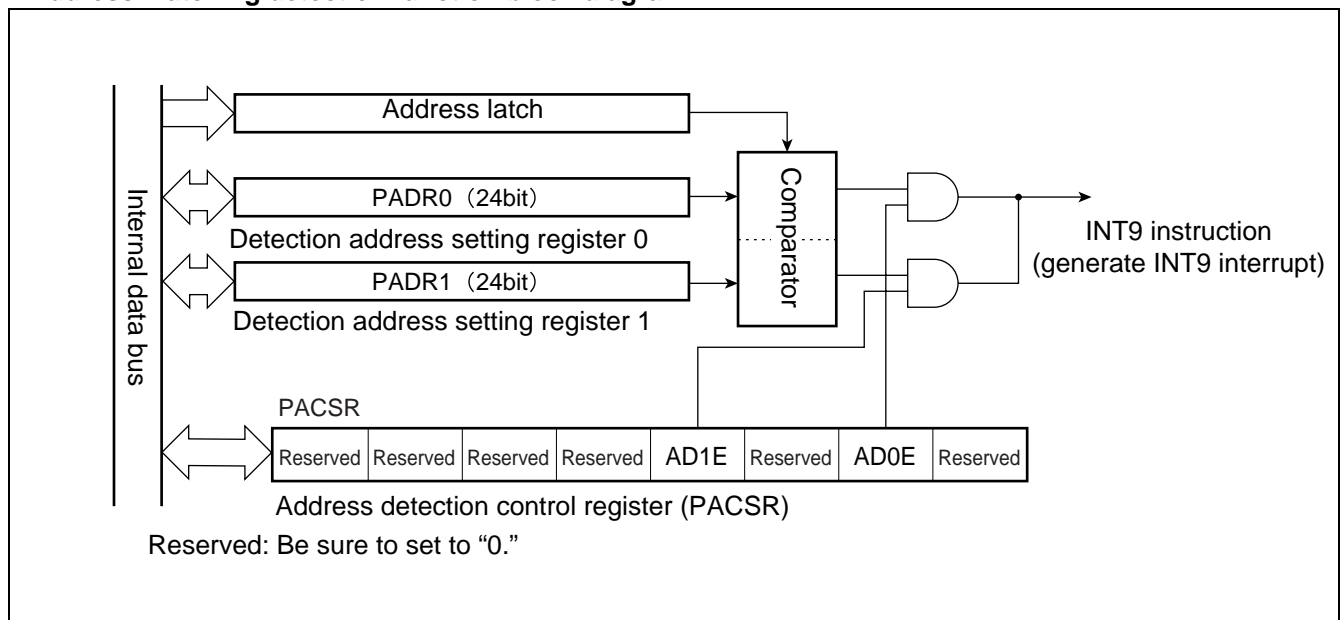 Address latch
Internal data bus
PADR0（24bit）
Detection address setting register 0
PADR1（24bit）
Detection address setting register 1
Comparator
INT9 instruction
(generate INT9 interrupt)
PACSR
Reserved Reserved Reserved Reserved AD1E Reserved AD0E Reserved
Address detection control register (PACSR)
Reserved: Be sure to set to “0.”